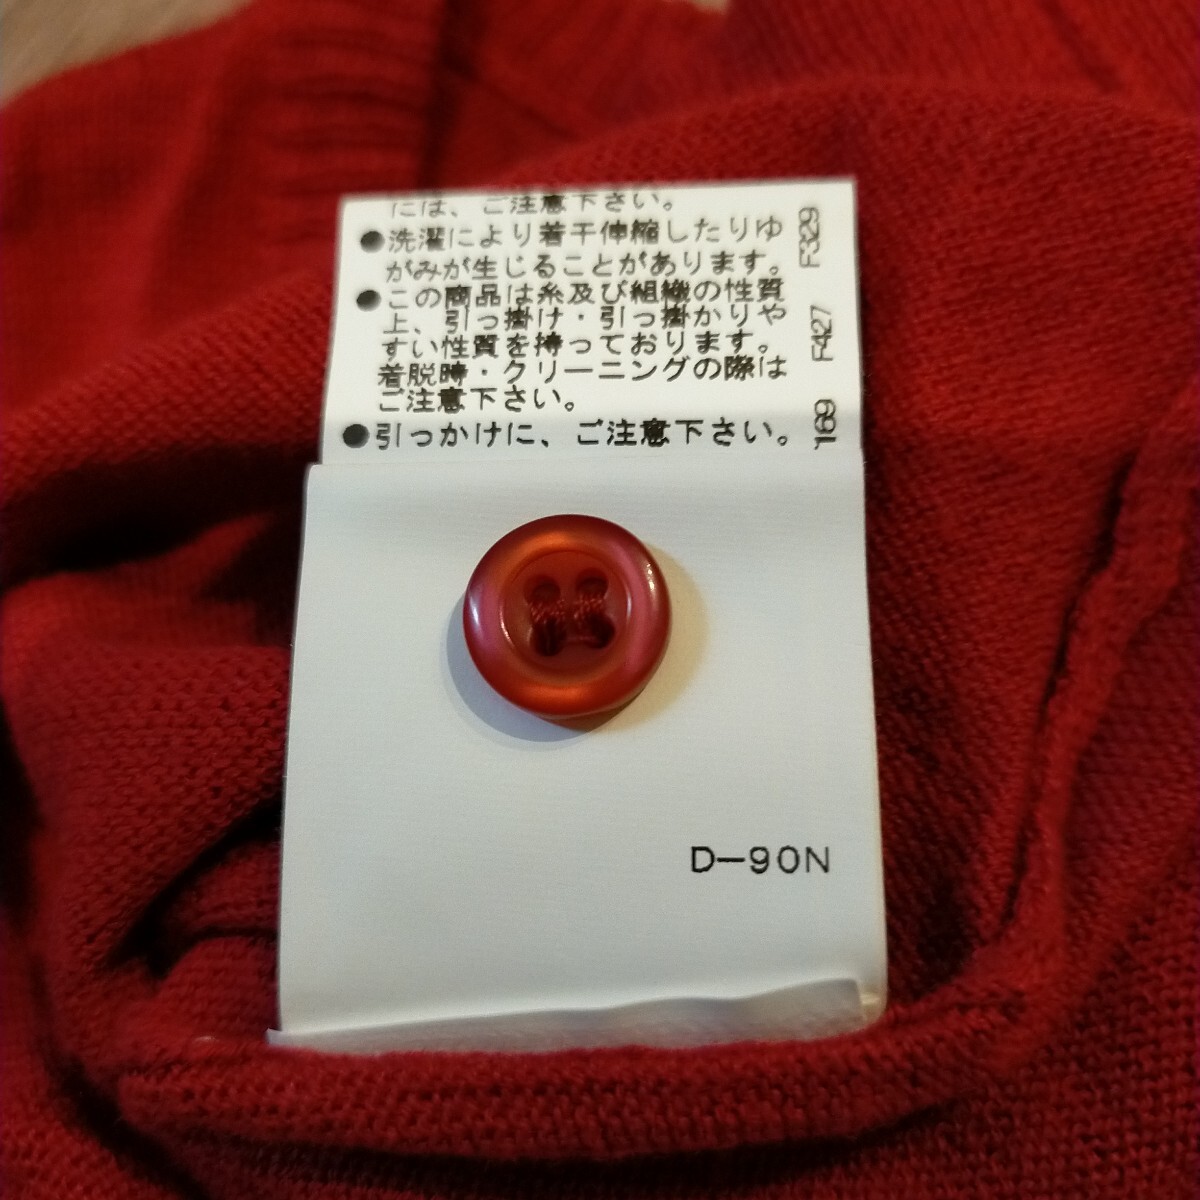 には、ご注意下さい。
●洗濯により着干伸縮したりゆ
がみが生じることがあります。
●この商品は糸及び組織の性質
上、引っ掛け・引っ掛かりや
すい性質を持っております。
着脱時・クリーニングの際は
ご注意下さい。
●引っかけに、ご注意下さい。
F329
F427
169
D-90N